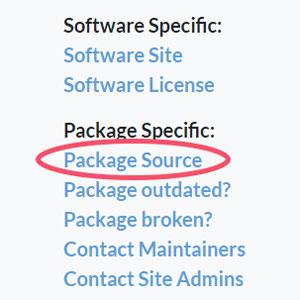 Software Specific:
Software Site
Software License
Package Specific:
Package Source
Package outdated?
Package broken?
Contact Maintainers
Contact Site Admins